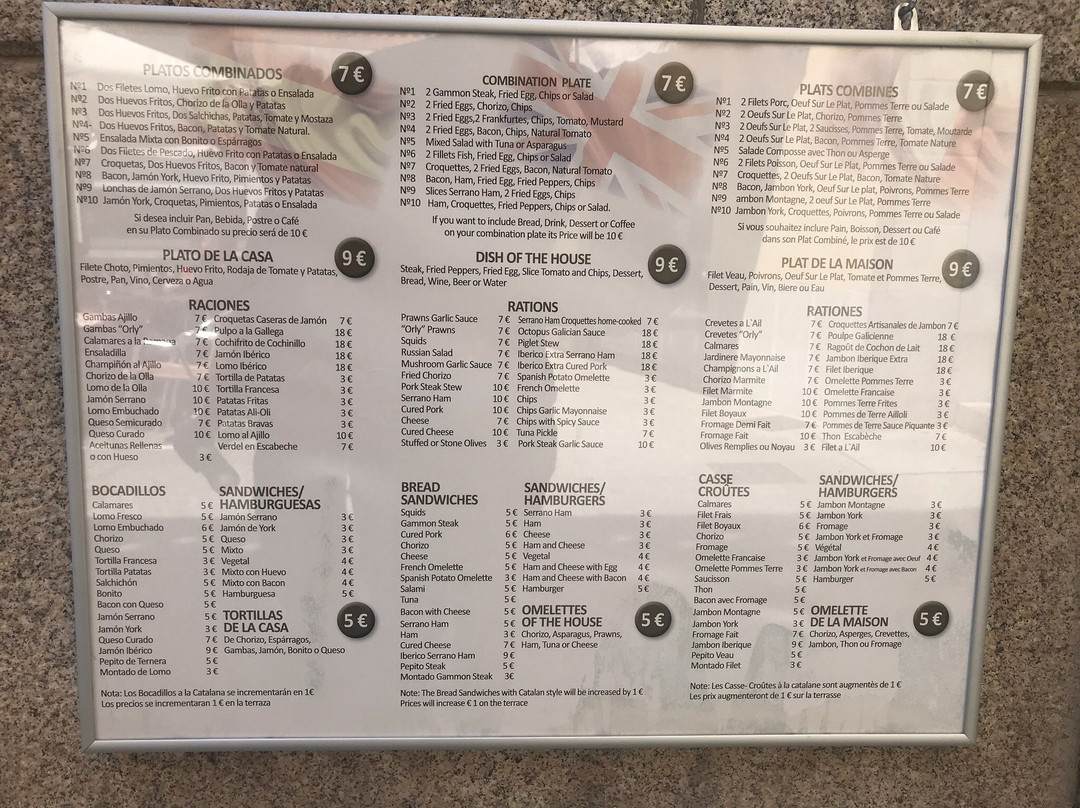 PLATOS COMBINADOS 7 €
Nº1 Dos Filetes Lomo, Huevo Frito con Patatas o Ensalada
Nº2 Dos Huevos Fritos, Chorizo de la Olla y Patatas
Nº3 Dos Huevos Fritos, Dos Salchichas, Patatas, Tomate y Mostaza
Nº4- Dos Huevos Fritos, Bacon, Patatas y Tomate Natural.
Nº5 Ensalada Mixta con Bonito o Espárragos
Nº6 Dos Filetes de Pescado, Huevo Frito con Patatas o Ensalada
Nº7 Croquetas, Dos Huevos Fritos, Bacon y Tomate natural
Nº8 Bacon, Jamón York, Huevo Frito, Pimientos y Patatas
Nº9 Lonchas de Jamón Serrano, Dos Huevos Fritos y Patatas
Nº10 Jamón York, Croquetas, Pimientos, Patatas o Ensalada
Si desea incluir Pan, Bebida, Postre o Café
en su Plato Combinado su precio será de 10 €
PLATO DE LA CASA 9 €
Filete Choto, Pimientos, Huevo Frito, Rodaja de Tomate y Patatas,
Postre, Pan, Vino, Cerveza o Agua
RACIONES
Gambas Ajillo 7 €
Gambas "Orly" 7 €
Calamares a la 7 €
Ensaladilla 7 €
Champiñón al Ajillo 7 €
Chorizo de la Olla 7 €
Lomo de la Olla 10 €
Jamón Serrano 10 €
Lomo Embuchado 10 €
Queso Semicurado 7 €
Queso Curado 10 €
Aceitunas Rellenas
o con Hueso 3 €
Croquetas Caseras de Jamón 7 €
Pulpo a la Gallega 18 €
Cochifrito de Cochinillo 18 €
Jamón Ibérico 18 €
Lomo Ibérico 18 €
Tortilla de Patatas 3 €
Tortilla Francesa 3 €
Patatas Fritas 3 €
Patatas Ali-Oli 3 €
Patatas Bravas 3 €
Lomo al Ajillo 10 €
Verdel en Escabeche 7 €
BOCADILLOS
Calamares 5 €
Lomo Fresco 5 €
Lomo Embuchado 6 €
Chorizo 5 €
Queso 5 €
Tortilla Francesa 3 €
Tortilla Patatas 3 €
Salchichón 5 €
Bonito 5 €
Bacon con Queso 5 €
Jamón Serrano 5 €
Jamón York 3 €
Queso Curado 7 €
Jamón Ibérico 9 €
Pepito de Ternera 5 €
Montado de Lomo 3 €
SANDWICHES/
HAMBURGUESAS
Jamón Serrano 3 €
Jamón de York 3 €
Queso 3 €
Mixto 3 €
Vegetal 4 €
Mixto con Huevo 4 €
Mixto con Bacon 4 €
Hamburguesa 5 €
TORTILLAS
DE LA CASA 5 €
De Chorizo, Espárragos,
Gambas, Jamón, Bonito o Queso
Nota: Los Bocadillos a la Catalana se incrementarán en 1€
Los precios se incrementaran 1 € en la terraza
COMBINATION PLATE 7 €
Nº1 2 Gammon Steak, Fried Egg, Chips or Salad
Nº2 2 Fried Eggs, Chorizo, Chips
Nº3 2 Fried Eggs,2 Frankfurtes, Chips, Tomato, Mustard
Nº4 2 Fried Eggs, Bacon, Chips, Natural Tomato
Nº5 Mixed Salad with Tuna or Asparagus
Nº6 2 Fillets Fish, Fried Egg, Chips or Salad
Nº7 Croquettes, 2 Fried Eggs, Bacon, Natural Tomato
Nº8 Bacon, Ham, Fried Egg, Fried Peppers, Chips
Nº9 Slices Serrano Ham, 2 Fried Eggs, Chips
Nº10 Ham, Croquettes, Fried Peppers, Chips or Salad.
If you want to include Bread, Drink, Dessert or Coffee
on your combination plate its Price will be 10 €
DISH OF THE HOUSE 9 €
Steak, Fried Peppers, Fried Egg, Slice Tomato and Chips, Dessert,
Bread, Wine, Beer or Water
RATIONS
Prawns Garlic Sauce 7 €
"Orly" Prawns 7 €
Squids 7 €
Russian Salad 7 €
Mushroom Garlic Sauce 7 €
Fried Chorizo 7 €
Pork Steak Stew 10 €
Serrano Ham 10 €
Cured Pork 10 €
Cheese 7 €
Cured Cheese 10 €
Stuffed or Stone Olives 3 €
Serrano Ham Croquettes home-cooked 7 €
Octopus Galician Sauce 18 €
Piglet Stew 18 €
Iberico Extra Serrano Ham 18 €
Iberico Extra Cured Pork 18 €
Spanish Potato Omelette 3 €
French Omelette 3 €
Chips 3 €
Chips Garlic Mayonnaise 3 €
Chips with Spicy Sauce 3 €
Tuna Pickle 7 €
Pork Steak Garlic Sauce 10 €
BREAD
SANDWICHES
Squids 5 €
Gammon Steak 5 €
Cured Pork 6 €
Chorizo 5 €
Cheese 5 €
French Omelette 5 €
Spanish Potato Omelette 3 €
Salami 5 €
Tuna 5 €
Bacon with Cheese 5 €
Serrano Ham 5 €
Ham 3 €
Cured Cheese 7 €
Iberico Serrano Ham 9 €
Pepito Steak 5 €
Montado Gammon Steak 3€
SANDWICHES/
HAMBURGERS
Serrano Ham 3 €
Ham 3 €
Cheese 3 €
Ham and Cheese 3 €
Vegetal 4 €
Ham and Cheese with Egg 4 €
Ham and Cheese with Bacon 4 €
Hamburger 5 €
OMELETTES
OF THE HOUSE 5 €
Chorizo, Asparagus, Prawns,
Ham, Tuna or Cheese
Note: The Bread Sandwiches with Catalan style will be increased by 1 €
Prices will increase € 1 on the terrace
PLATS COMBINES 7 €
Nº1 2 Filets Porc, Oeuf Sur Le Plat, Pommes Terre ou Salade
Nº2 2 Oeufs Sur Le Plat, Chorizo, Pommes Terre
Nº3 2 Oeufs Sur Le Plat, 2 Saucisses, Pommes Terre, Tomate, Moutarde
Nº4 2 Oeufs Sur Le Plat, Bacon, Pommes Terre, Tomate Nature
Nº5 Salade Composse avec Thon ou Asperge
Nº6 2 Filets Poisson, Oeuf Sur Le Plat, Pommes Terre ou Salade
Nº7 Croquettes, 2 Oeufs Sur Le Plat, Bacon, Tomate Nature
Nº8 Bacon, Jambon York, Oeuf Sur Le plat, Poivrons, Pommes Terre
Nº9 ambon Montagne, 2 oeuf Sur Le Plat, Pommes Terre
Nº10 Jambon York, Croquettes, Poivrons, Pommes Terre ou Salade
Si vous souhaitez inclure Pain, Boisson, Dessert ou Café
dans son Plat Combiné, le prix est de 10 €
PLAT DE LA MAISON 9 €
Filet Veau, Poivrons, Oeuf Sur Le Plat, Tomate et Pommes Terre,
Dessert, Pain, Vin, Biere ou Eau
RATIONES
Crevetes a L'Ail 7 €
Crevettes "Orly" 7 €
Calmares 7 €
Jardinere Mayonnaise 7 €
Champignons a L'Ail 7 €
Chorizo Marmite 7 €
Filet Marmite 10 €
Jambon Montagne 10 €
Filet Boyaux 10 €
Fromage Demi Fait 7 €
Fromage Fait 10 €
Olives Remplies ou Noyau 3 €
Croquettes Artisanales de Jambon 7 €
Poulpe Galicienne 18 €
Ragoût de Cochon de Lait 18 €
Jambon Iberique Extra 18 €
Filet Iberique 18 €
Omelette Pommes Terre 3 €
Omelette Francaise 3 €
Pommes Terre Frites 3 €
Pommes de Terre Ailloli 3 €
Pommes de Terre Sauce Piquante 3 €
Thon Escabèche 7 €
Filet a L'Ail 10 €
CASSE
CROÛTES
Calmares 5 €
Filet Frais 5 €
Filet Boyaux 6 €
Chorizo 5 €
Fromage 5 €
Omelette Francaise 3 €
Omelette Pommes Terre 3 €
Saucisson 5 €
Thon 5 €
Bacon avec Fromage 5 €
Jambon Montagne 5 €
Jambon York 3 €
Fromage Fait 7 €
Jambon Iberique 9 €
Pepito Veau 5 €
Montado Filet 3 €
SANDWICHES/
HAMBURGERS
Jambon Montagne 3 €
Jambon York 3 €
Fromage 3 €
Jambon York et Fromage 3 €
Végétal 4 €
Jambon York et Fromage avec Oeuf 4 €
Jambon York et Fromage avec Bacon 4 €
Hamburger 5 €
OMELETTE
DE LA MAISON 5 €
Chorizo, Asperges, Crevettes,
Jambon, Thon ou Fromage
Note: Les Casse- Croûtes à la catalane sont augmentès de 1 €
Les prix augmenteront de 1 € sur la terrasse